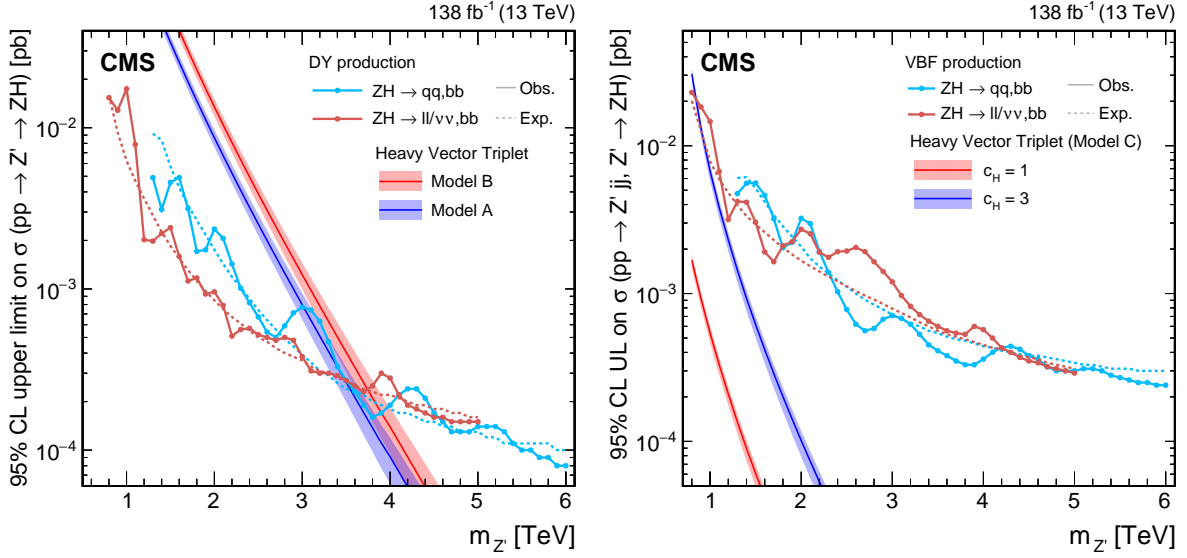 138 fb⁻¹ (13 TeV)
CMS
DY production
ZH → qq,bb
ZH → ll/νν,bb
Obs.
Exp.
Heavy Vector Triplet
Model B
Model A
10⁻²
10⁻³
10⁻⁴
1 2 3 4 5 6
m_Z' [TeV]
95% CL upper limit on σ (pp → Z' → ZH) [pb]
138 fb⁻¹ (13 TeV)
CMS
VBF production
ZH → qq,bb
ZH → ll/νν,bb
Obs.
Exp.
Heavy Vector Triplet (Model C)
c_H = 1
c_H = 3
10⁻²
10⁻³
10⁻⁴
1 2 3 4 5 6
m_Z' [TeV]
95% CL UL on σ (pp → Z' jj, Z' → ZH) [pb]